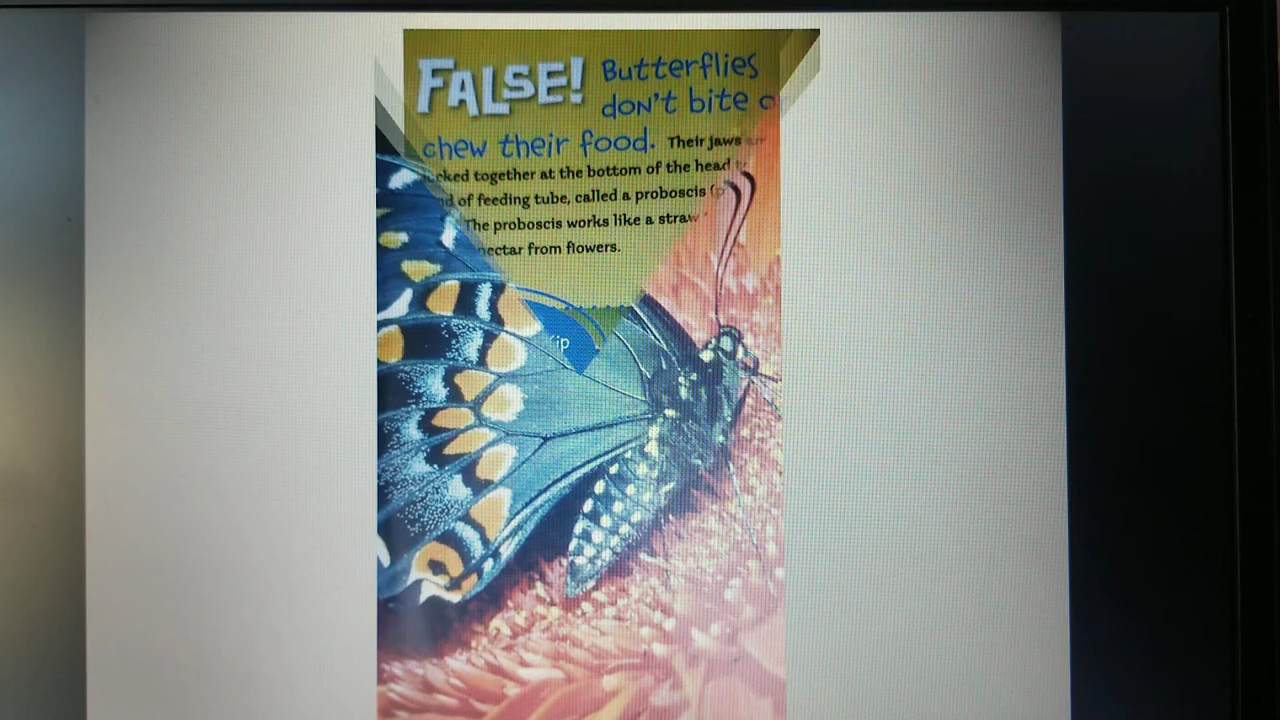 FALSE! Butterflies
don't bite
chew their food. Their jaws
together at the bottom of the head
of feeding tube, called a proboscis
The proboscis works like a straw
from flowers.